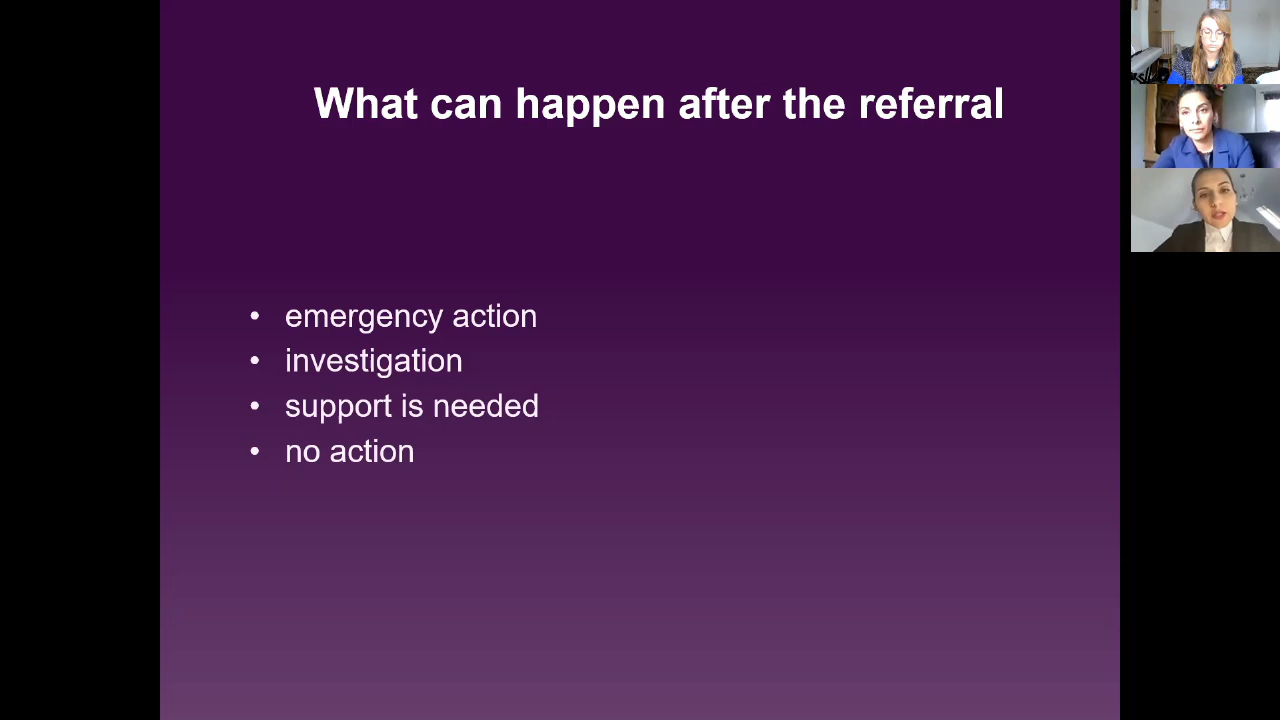 What can happen after the referral
• emergency action
• investigation
• support is needed
• no action